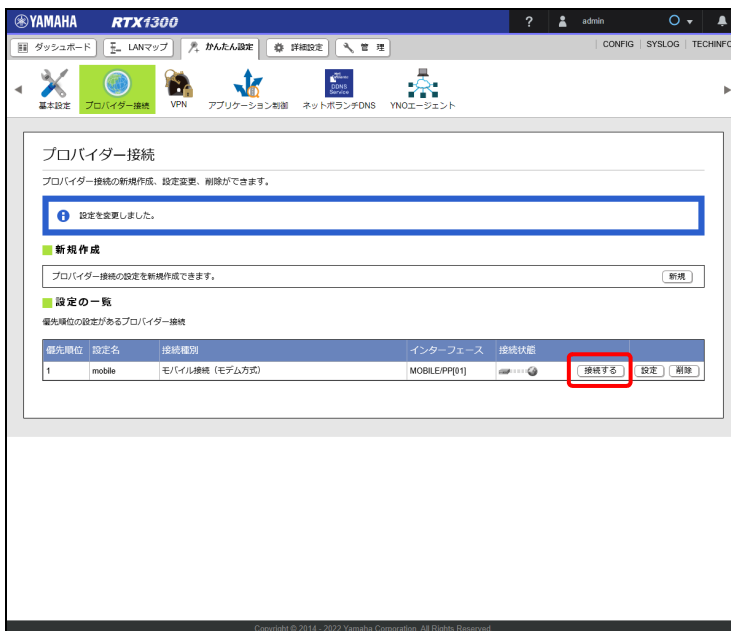 YAMAHA RTX1300 ? admin
ダッシュボード LANマップ かんたん設定 詳細設定 管 理 CONFIG SYSLOG TECHINFO
基本設定 プロバイダー接続 VPN アプリケーション制御 ネットボランチDNS YNOエージェント
DDNS
Service
プロバイダー接続
プロバイダー接続の新規作成、設定変更、削除ができます。
設定を変更しました。
新規作成
プロバイダー接続の設定を新規作成できます。 新規
設定の一覧
優先順位の設定があるプロバイダー接続
優先順位 設定名 接続種別 インターフェース 接続状態
1 mobile モバイル接続（モデム方式） MOBILE/PP[01] 接続する 設定 削除
Copyright © 2014 - 2022 Yamaha Corporation. All Rights Reserved.